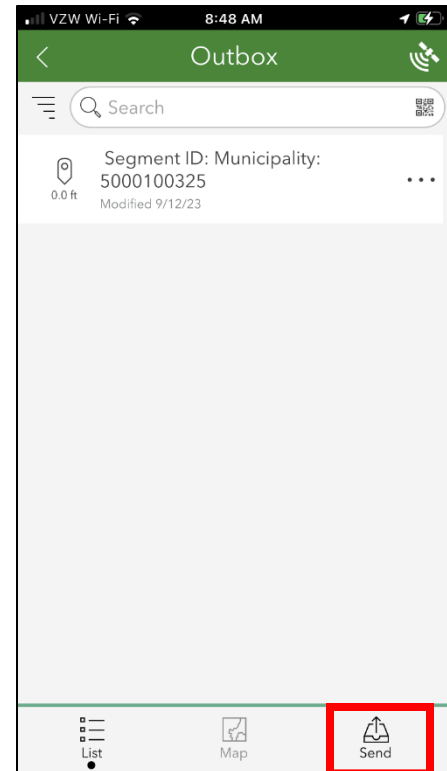 VZW Wi-Fi 8:48 AM
Outbox
Search
Segment ID: Municipality:
5000100325
0.0 ft
Modified 9/12/23
List Map Send